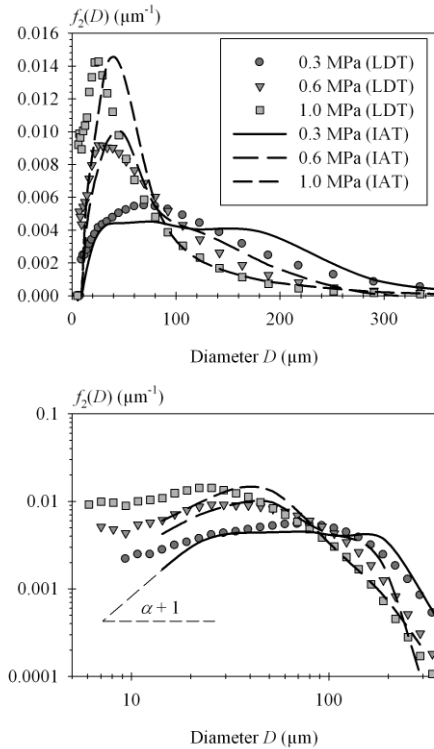 f₂(D) (µm⁻¹)
0.016
0.014
0.012
0.010
0.008
0.006
0.004
0.002
0.000
0.3 MPa (LDT)
0.6 MPa (LDT)
1.0 MPa (LDT)
0.3 MPa (IAT)
0.6 MPa (IAT)
1.0 MPa (IAT)
0 100 200 300
Diameter D (µm)
f₂(D) (µm⁻¹)
0.1
0.01
0.001
0.0001
α + 1
10 100
Diameter D (µm)